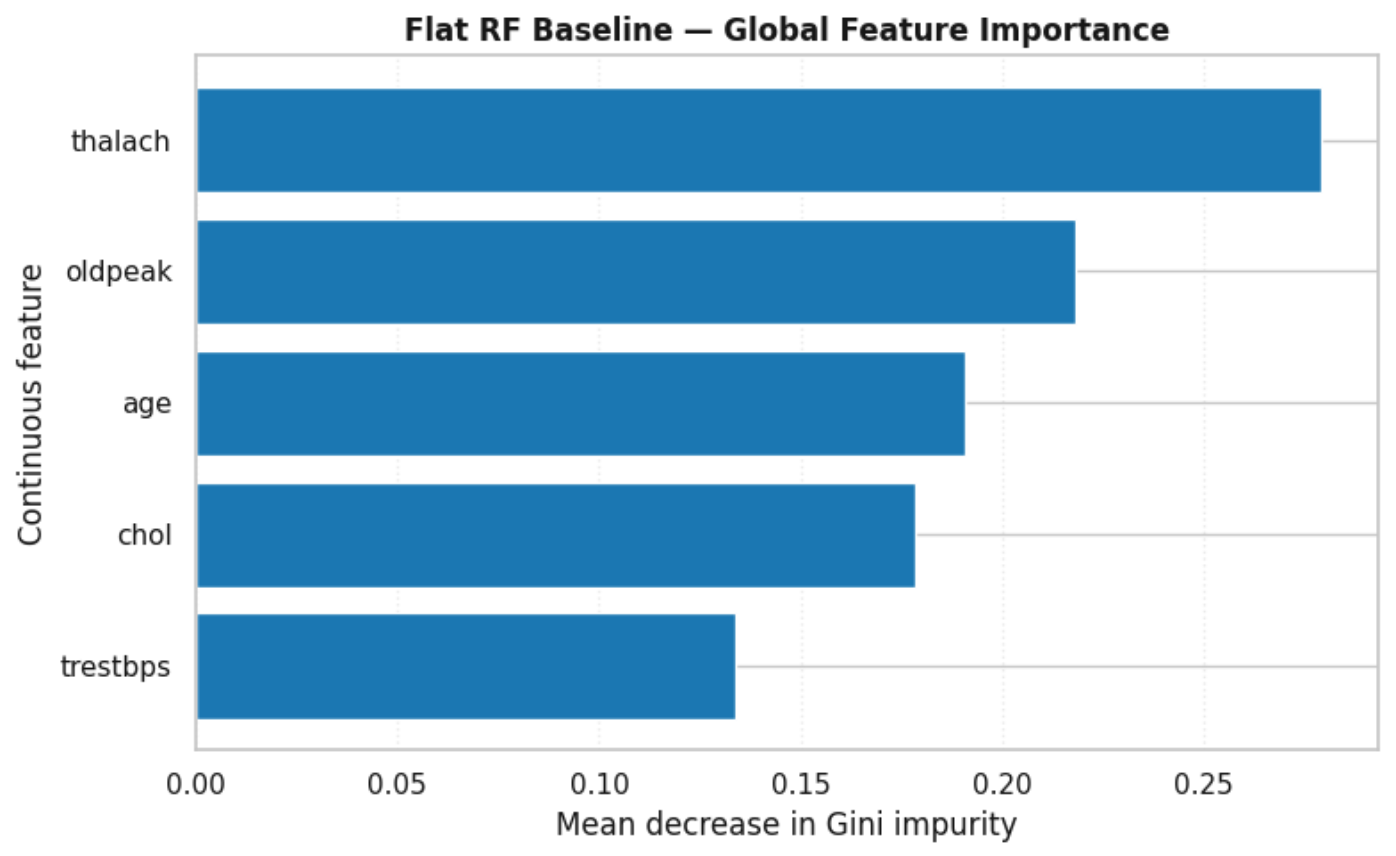 Flat RF Baseline — Global Feature Importance
Continuous feature
thalach
oldpeak
age
chol
trestbps
0.00 0.05 0.10 0.15 0.20 0.25
Mean decrease in Gini impurity